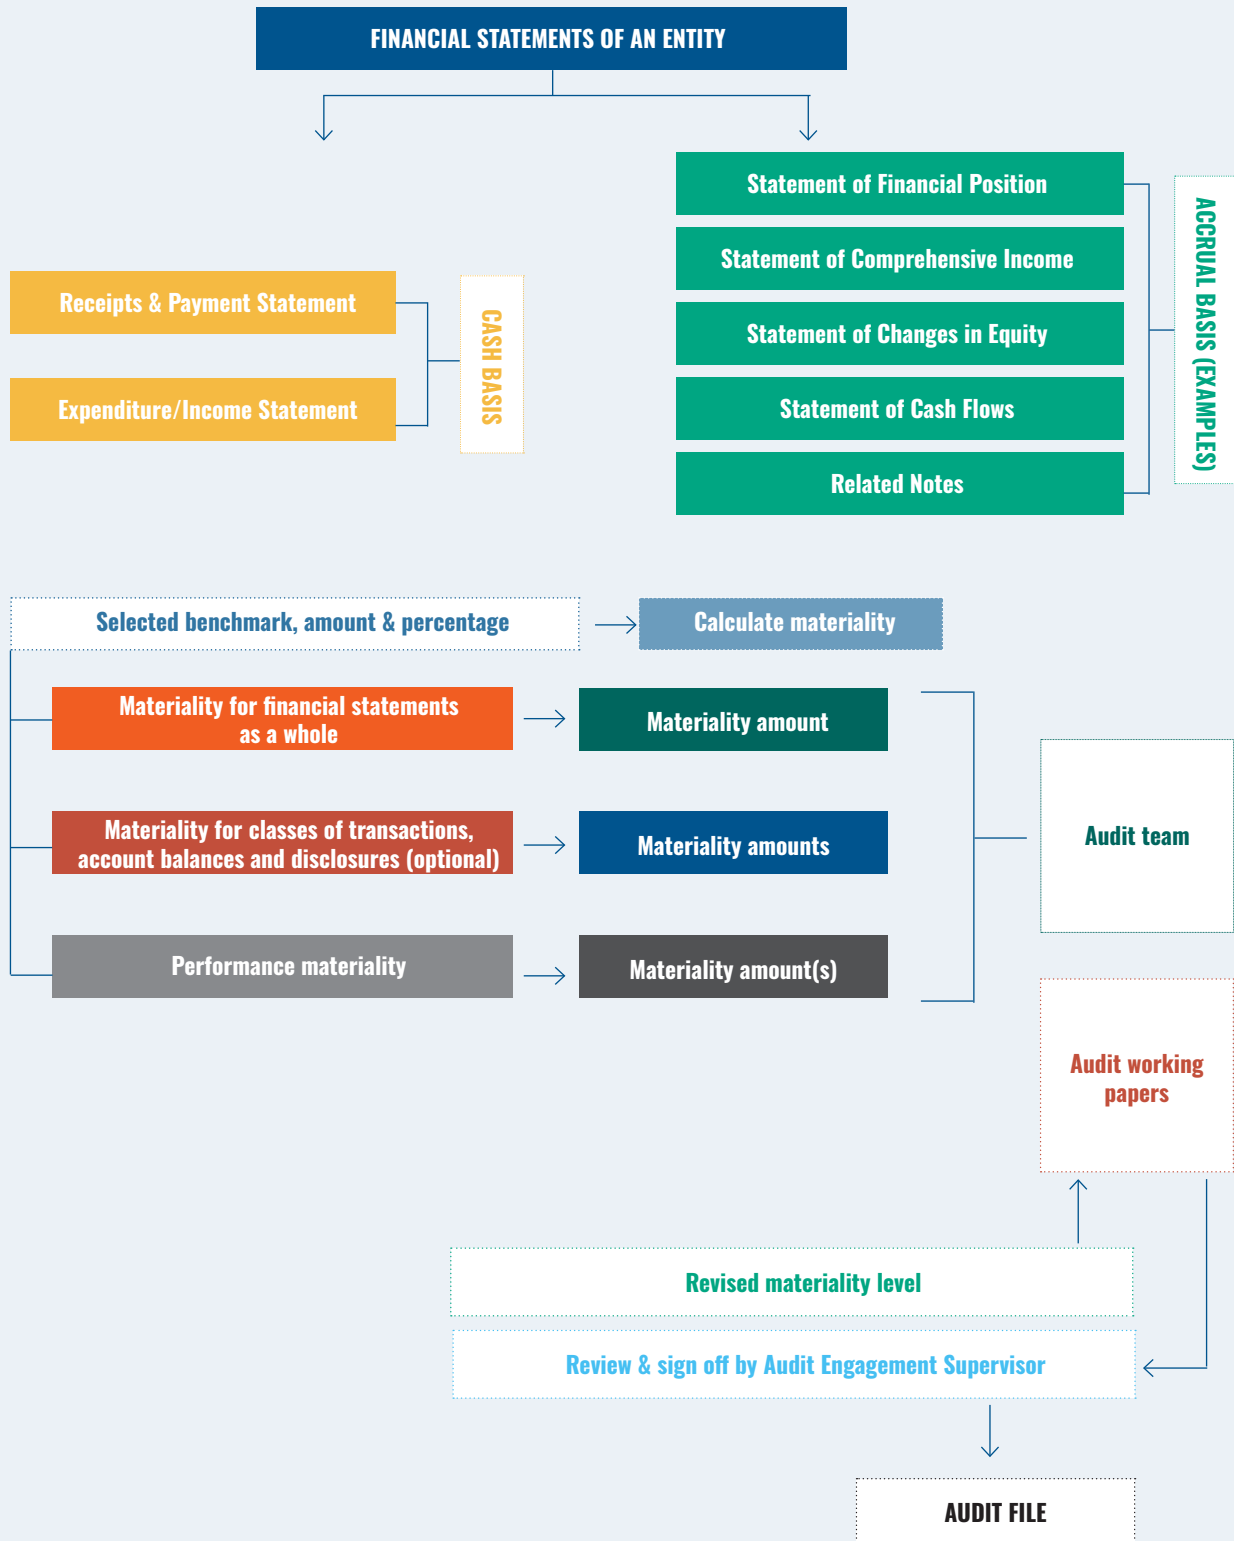 FINANCIAL STATEMENTS OF AN ENTITY
Receipts & Payment Statement
Expenditure/Income Statement
CASH BASIS
Statement of Financial Position
Statement of Comprehensive Income
Statement of Changes in Equity
Statement of Cash Flows
Related Notes
ACCRUAL BASIS (EXAMPLES)
Selected benchmark, amount & percentage
Calculate materiality
Materiality for financial statements
as a whole
Materiality amount
Materiality for classes of transactions,
account balances and disclosures (optional)
Materiality amounts
Performance materiality
Materiality amount(s)
Audit team
Audit working
papers
Revised materiality level
Review & sign off by Audit Engagement Supervisor
AUDIT FILE